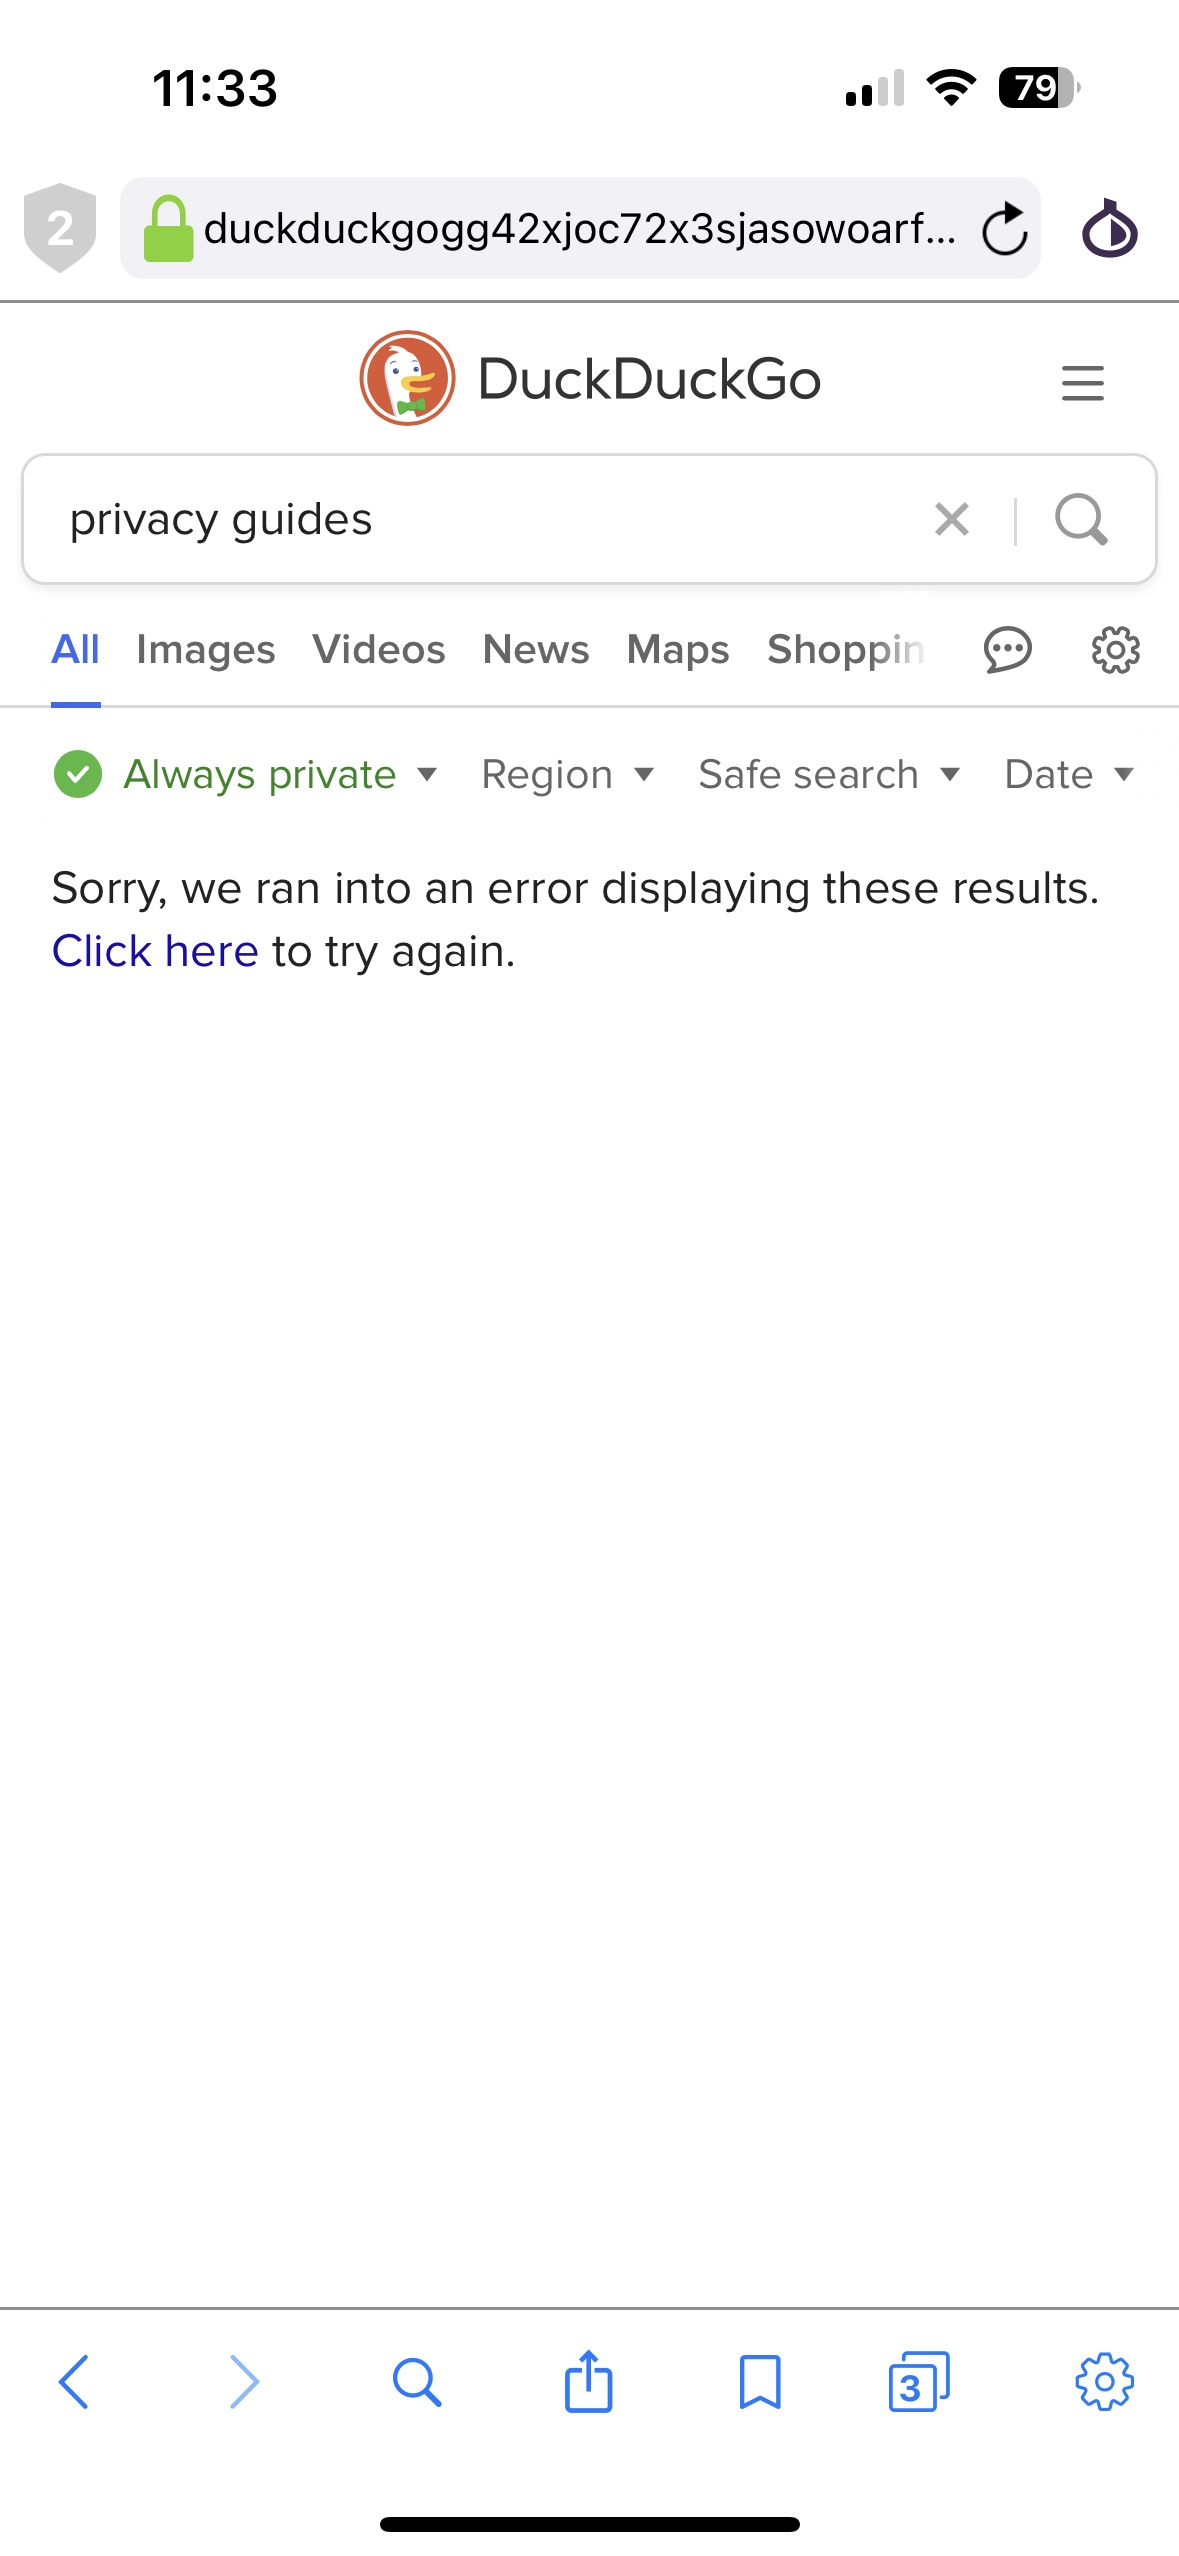 11:33
79
2
duckduckgogg42xjoc72x3sjasowoarf...
DuckDuckGo
privacy guides
All Images Videos News Maps Shoppin
Always private Region Safe search Date
Sorry, we ran into an error displaying these results.
Click here to try again.
3